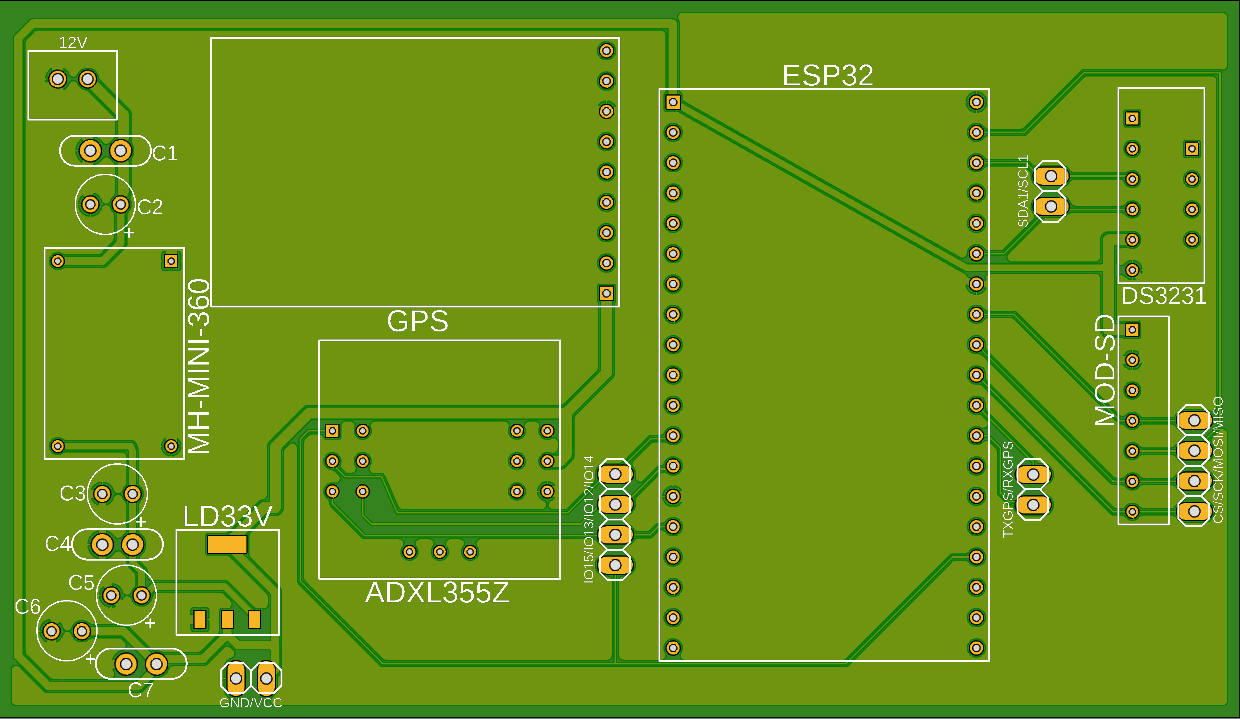 12V
ESP32
C1
SDA1/SCL1
C2
+
MH-MINI-360
DS3231
GPS
MOD-SD
CS/SCK/MOSI/MISO
TXGPS/RXGPS
IO15/IO13/IO12/IO14
C3
+
LD33V
C4
C5
ADXL355Z
C6
+
+
C7
GND/VCC